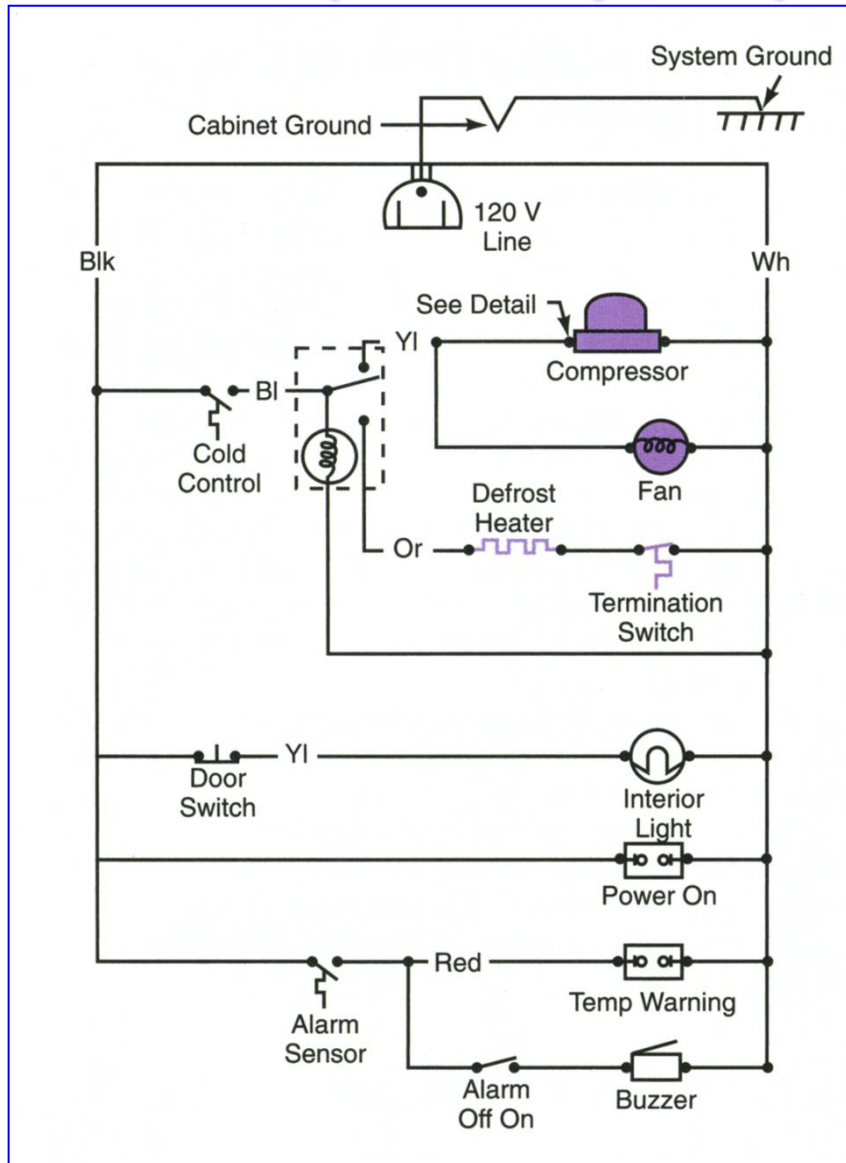 System Ground
Cabinet Ground
120 V
Line
Blk
Wh
See Detail
Yl
Compressor
Bl
Cold
Control
Fan
Defrost
Heater
Or
Termination
Switch
Yl
Door
Switch
Interior
Light
Power On
Red
Temp Warning
Alarm
Sensor
Alarm
Off On
Buzzer